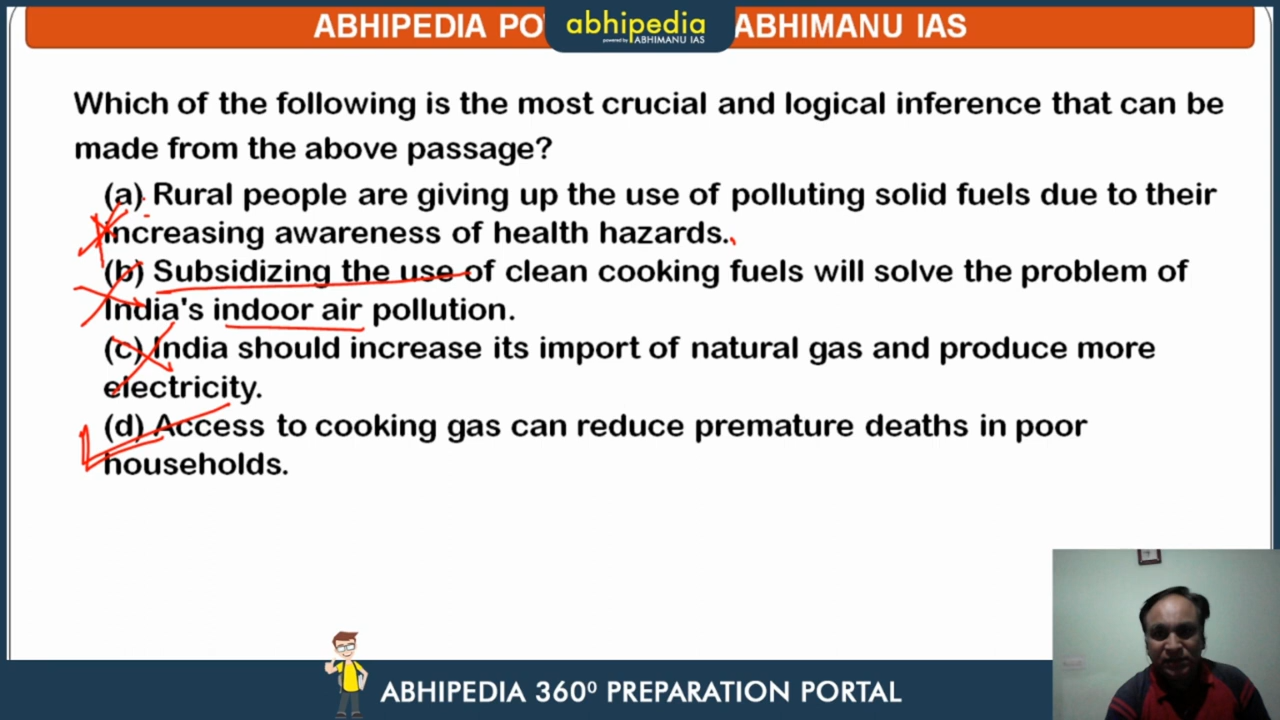 ABHIPEDIA PO ABHIMANU IAS
abhipedia
powered by ABHIMANU IAS
Which of the following is the most crucial and logical inference that can be
made from the above passage?
(a) Rural people are giving up the use of polluting solid fuels due to their
increasing awareness of health hazards.
(b) Subsidizing the use of clean cooking fuels will solve the problem of
India's indoor air pollution.
(c) India should increase its import of natural gas and produce more
electricity.
(d) Access to cooking gas can reduce premature deaths in poor
households.
ABHIPEDIA 360⁰ PREPARATION PORTAL